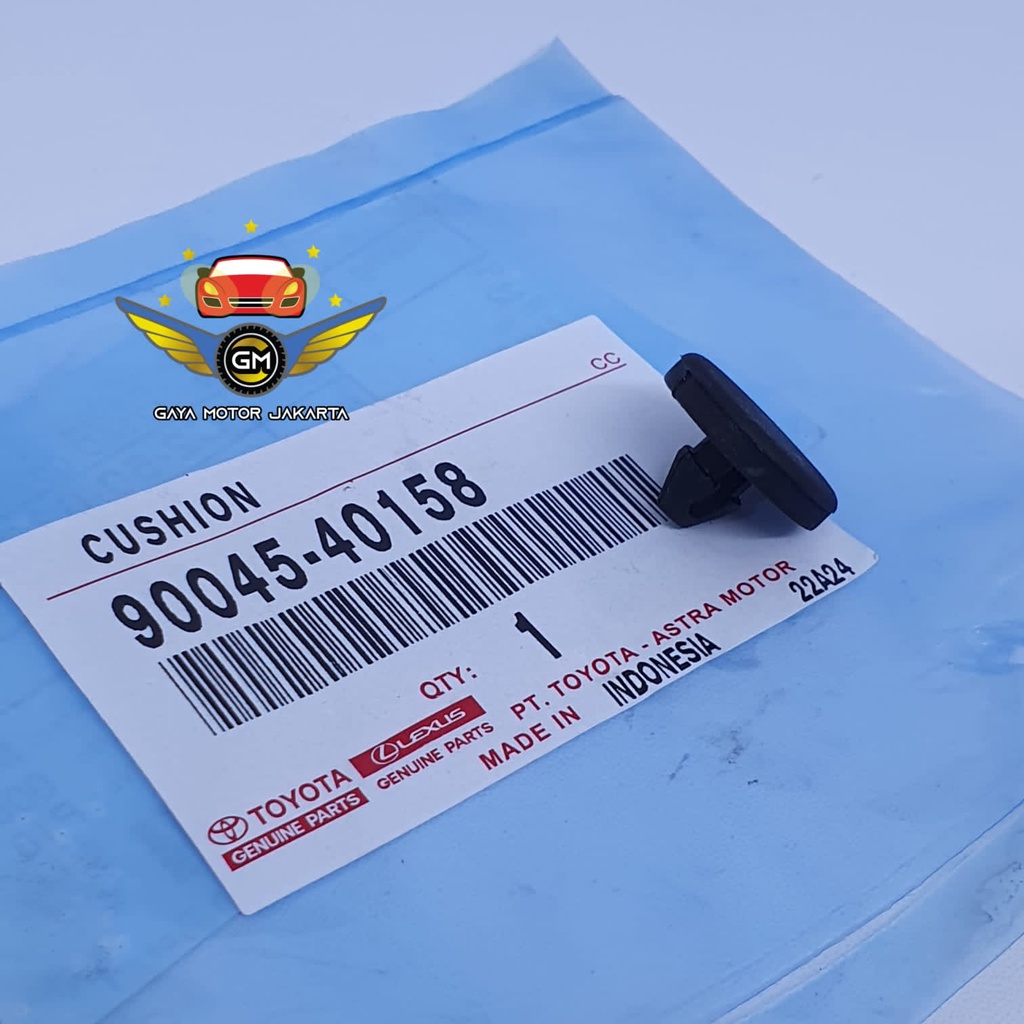 GM
GAYA MOTOR JAKARTA
CC
CUSHION
90045-40158
QTY: 1
TOYOTA
GENUINE PARTS
LEXUS
GENUINE PARTS
PT. TOYOTA - ASTRA MOTOR
MADE IN INDONESIA
22424